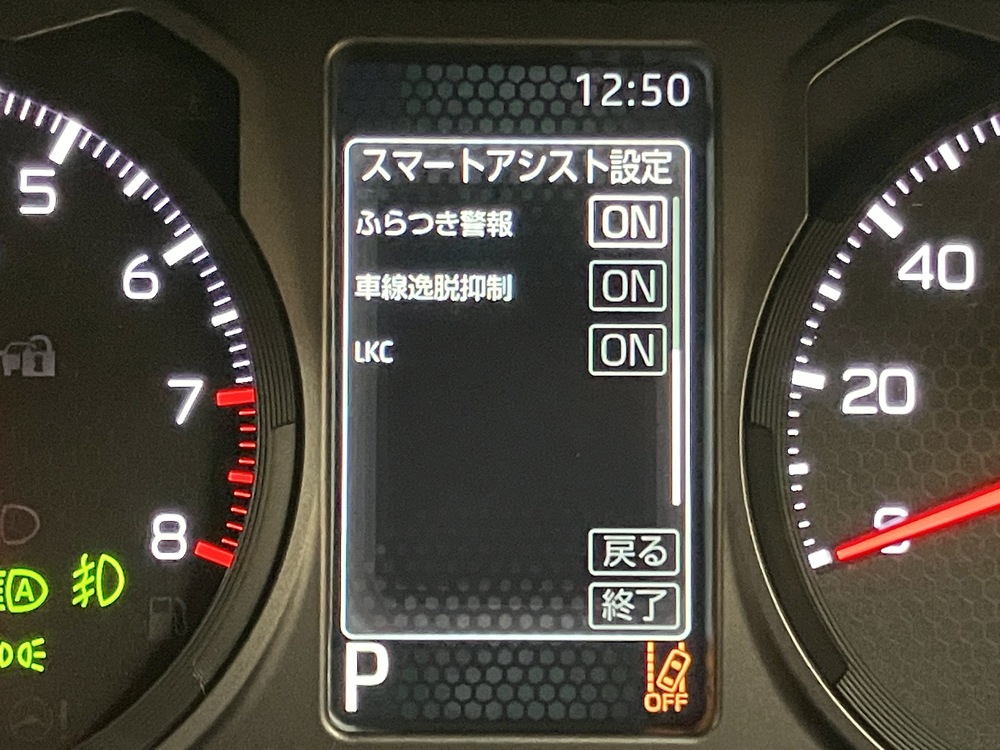 12:50
スマートアシスト設定
ふらつき警報 ON
車線逸脱抑制 ON
LKC ON
戻る
終了
P
OFF
5
6
7
8
A
40
20